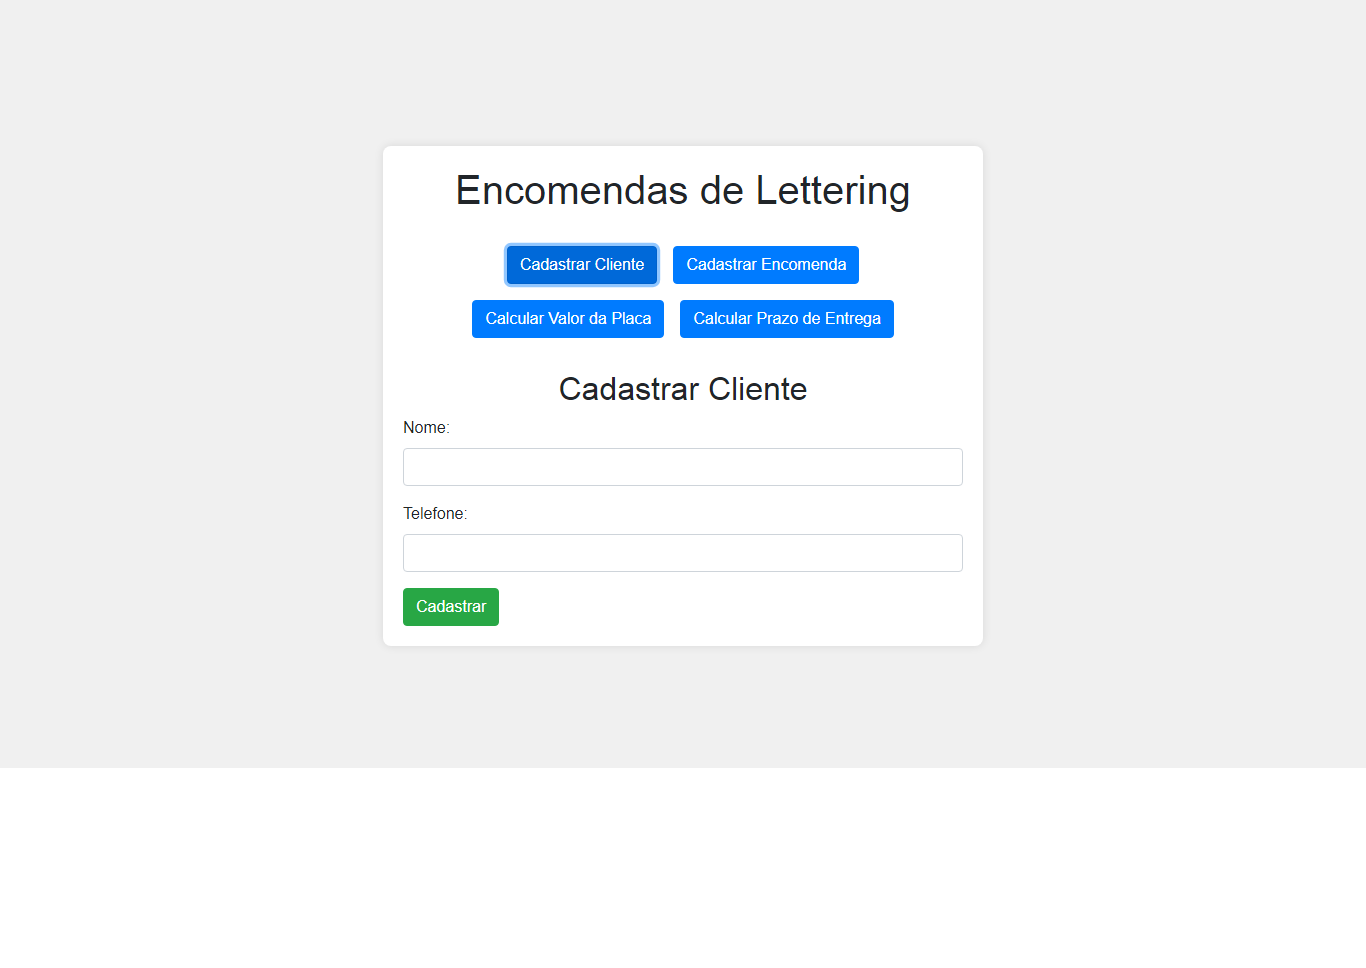 Encomendas de Lettering
Cadastrar Cliente Cadastrar Encomenda
Calcular Valor da Placa Calcular Prazo de Entrega
Cadastrar Cliente
Nome:
Telefone:
Cadastrar